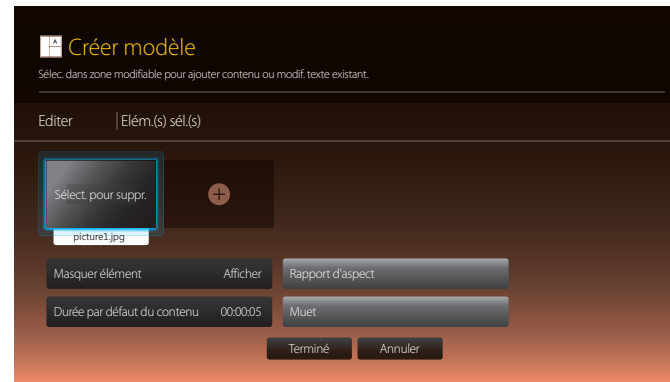 A
Créer modèle
Sélec. dans zone modifiable pour ajouter contenu ou modif. texte existant.
Editer Elém.(s) sél.(s)
Sélect. pour suppr.
picture1.jpg
Masquer élément Afficher Rapport d'aspect
Durée par défaut du contenu 00:00:05 Muet
Terminé Annuler